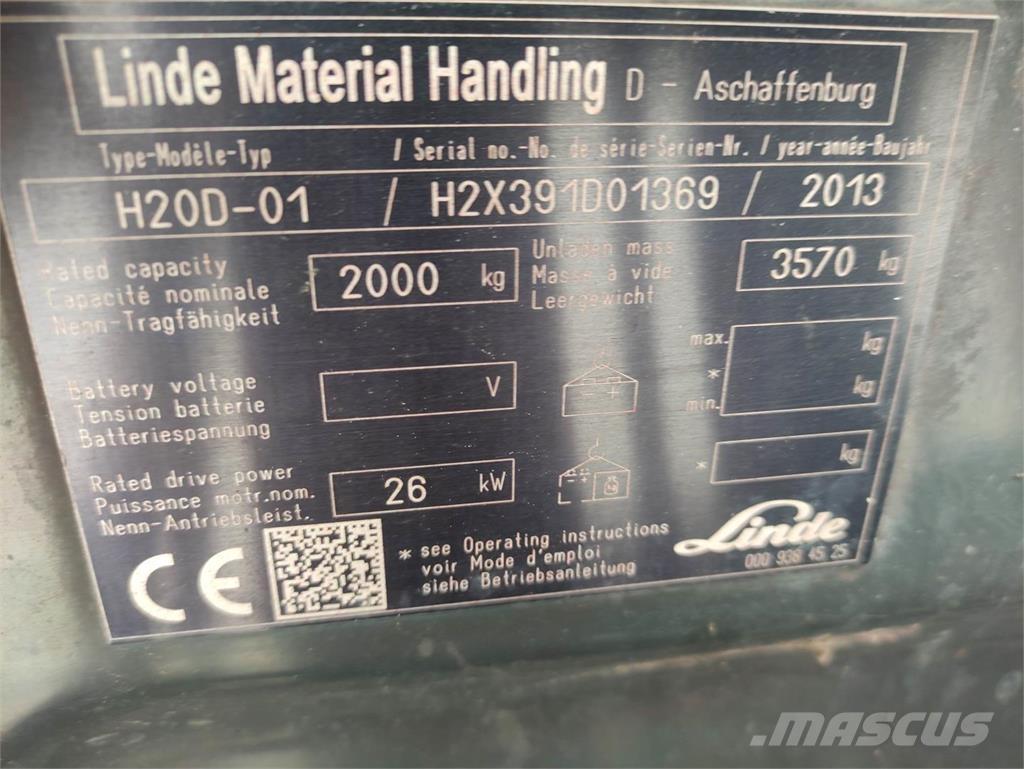 Linde Material Handling D - Aschaffenburg
Type-Modèle-Typ / Serial no.-No. de série-Serien-Nr. / year-année-Baujahr
H20D-01 / H2X391D01369 / 2013
Rated capacity
Capacité nominale
Nenn-Tragfähigkeit
2000 kg
Unladen mass
Masse à vide
Leergewicht
3570 kg
Battery voltage
Tension batterie
Batteriespannung
V
max. kg
* kg
min.
Rated drive power
Puissance motr.nom.
Nenn-Antriebsleist.
26 kW
* kg
CE
* see Operating instructions
voir Mode d'emploi
siehe Betriebsanleitung
Linde
000 936 45 25
MASCUS